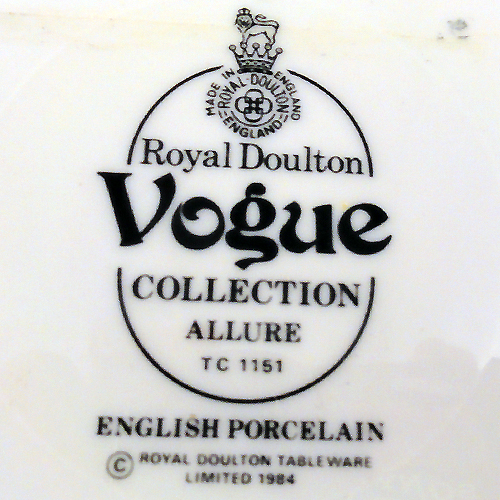 MADE IN ENGLAND
ROYAL·DOULTON
ENGLAND
Royal Doulton
Vogue
COLLECTION
ALLURE
TC 1151
ENGLISH PORCELAIN
© ROYAL DOULTON TABLEWARE
LIMITED 1984